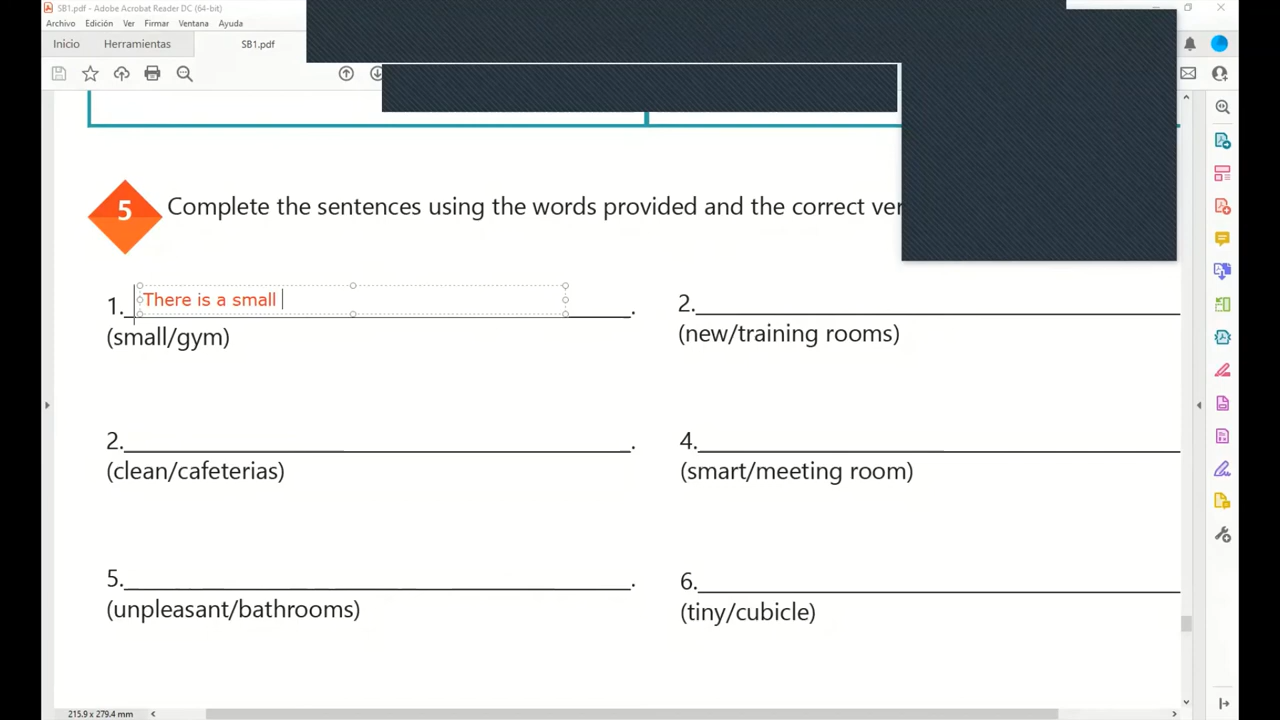 SB1.pdf - Adobe Acrobat Reader DC (64-bit)
Archivo Edición Ver Firmar Ventana Ayuda
Inicio Herramientas SB1.pdf
5 Complete the sentences using the words provided and the correct
1. There is a small .
(small/gym)
2.
(new/training rooms)
2. .
(clean/cafeterias)
4.
(smart/meeting room)
5. .
(unpleasant/bathrooms)
6.
(tiny/cubicle)
215.9 x 279.4 mm